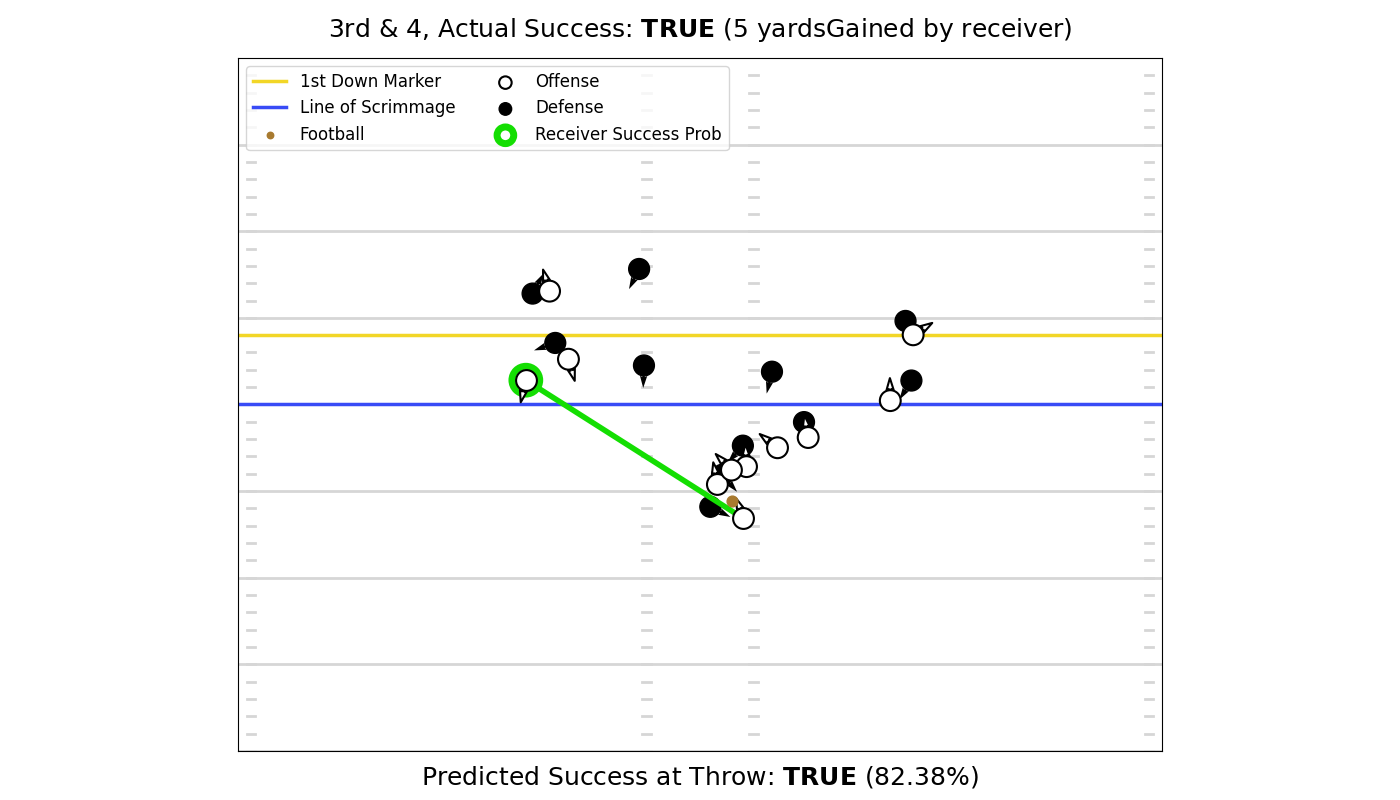 3rd & 4, Actual Success: TRUE (5 yardsGained by receiver)
1st Down Marker
Line of Scrimmage
Football
Offense
Defense
Receiver Success Prob
Predicted Success at Throw: TRUE (82.38%)